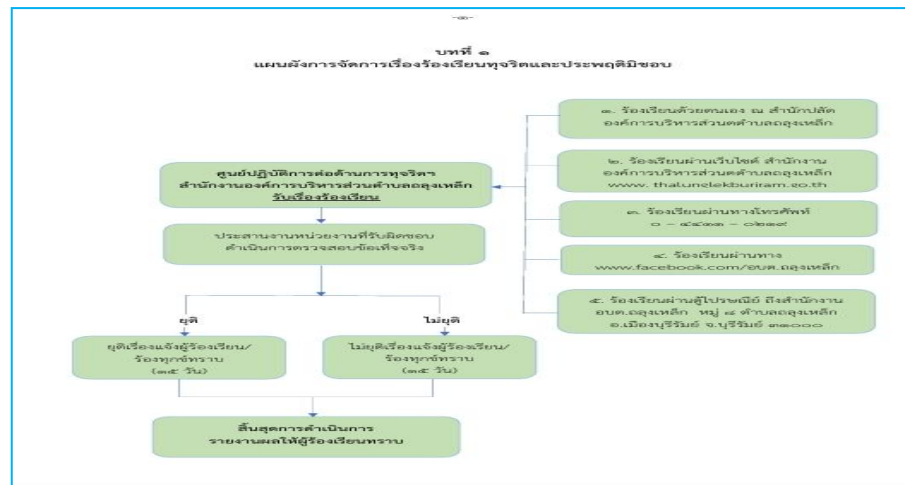 -๑-
บทที่ ๑
แผนผังการจัดการเรื่องร้องเรียนทุจริตและประพฤติมิชอบ
๑. ร้องเรียนด้วยตนเอง ณ สำนักปลัด
องค์การบริหารส่วนตำบลถลุงเหล็ก
ศูนย์ปฏิบัติการต่อต้านการทุจริตฯ
สำนักงานองค์การบริหารส่วนตำบลถลุงเหล็ก
รับเรื่องร้องเรียน
๒. ร้องเรียนผ่านเว็บไซต์ สำนักงาน
องค์การบริหารส่วนตำบลถลุงเหล็ก
www. thalunglekburiram.go.th
ประสานงานหน่วยงานที่รับผิดชอบ
ดำเนินการตรวจสอบข้อเท็จจริง
๓. ร้องเรียนผ่านทางโทรศัพท์
๔. ร้องเรียนผ่านทาง
www.facebook.com/อบต.ถลุงเหล็ก
๕. ร้องเรียนผ่านตู้ไปรษณีย์ ถึงสำนักงาน
อบต.ถลุงเหล็ก หมู่ ๘ ตำบลถลุงเหล็ก
อ.เมืองบุรีรัมย์ จ.บุรีรัมย์ ๓๑๐๐๐
ยุติ
ไม่ยุติ
ยุติเรื่องแจ้งผู้ร้องเรียน/
ร้องทุกข์ทราบ
(๑๕ วัน)
ไม่ยุติเรื่องแจ้งผู้ร้องเรียน/
ร้องทุกข์ทราบ
(๑๕ วัน)
สิ้นสุดการดำเนินการ
รายงานผลให้ผู้ร้องเรียนทราบ